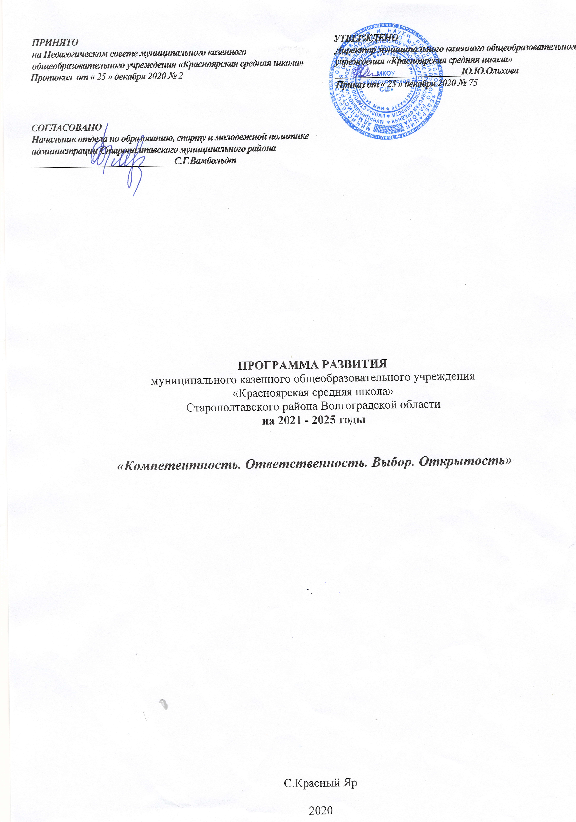 ПРИНЯТО
на Педагогическом совете муниципального казенного
общеобразовательного учреждения «Красноярская средняя школа»
Протокол от « 25 » декабря 2020 № 2
УТВЕРЖДЕНО
Директор муниципального казенного общеобразовательного
учреждения «Красноярская средняя школа»
Ю.Ю.
Приказ от « 25 » декабря 2020 № 75
СОГЛАСОВАНО
Начальник отдела по образованию, спорту и молодежной политике
администрации Старополтавского муниципального района
С.Г.Вамбольдт
ПРОГРАММА РАЗВИТИЯ
муниципального казенного общеобразовательного учреждения
«Красноярская средняя школа»
Старополтавского района Волгоградской области
на 2021 - 2025 годы
«Компетентность. Ответственность. Выбор. Открытость»
С.Красный Яр
2020